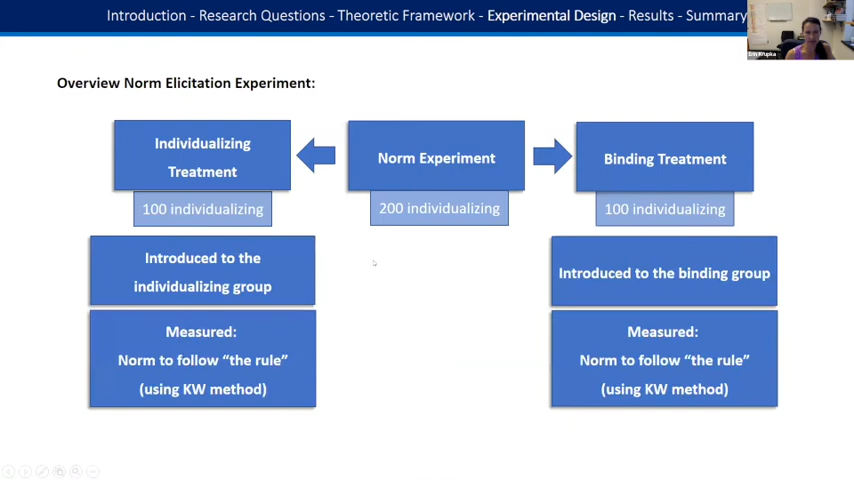 Introduction - Research Questions - Theoretic Framework - Experimental Design - Results - Summary
Erin Krupka
Overview Norm Elicitation Experiment:
Individualizing
Treatment
100 individualizing
Norm Experiment
200 individualizing
Binding Treatment
100 individualizing
Introduced to the
individualizing group
Introduced to the binding group
Measured:
Norm to follow “the rule”
(using KW method)
Measured:
Norm to follow “the rule”
(using KW method)